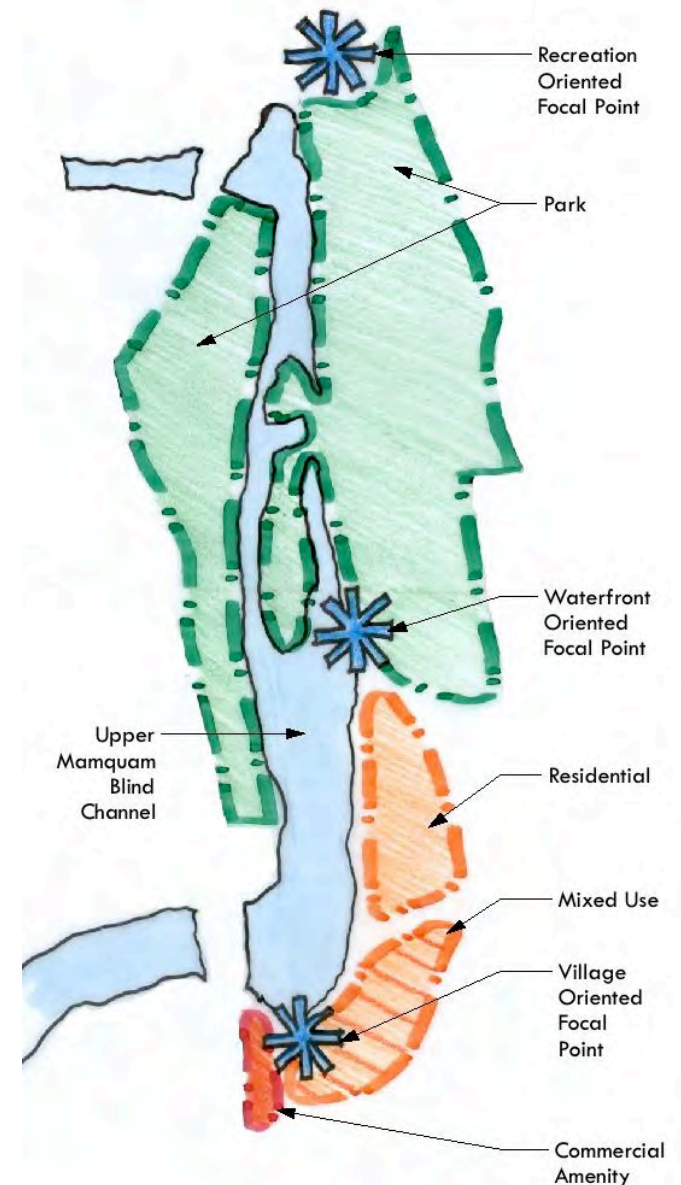 Recreation
Oriented
Focal Point
Park
Waterfront
Oriented
Focal Point
Upper
Mamquam
Blind
Channel
Residential
Mixed Use
Village
Oriented
Focal
Point
Commercial
Amenity